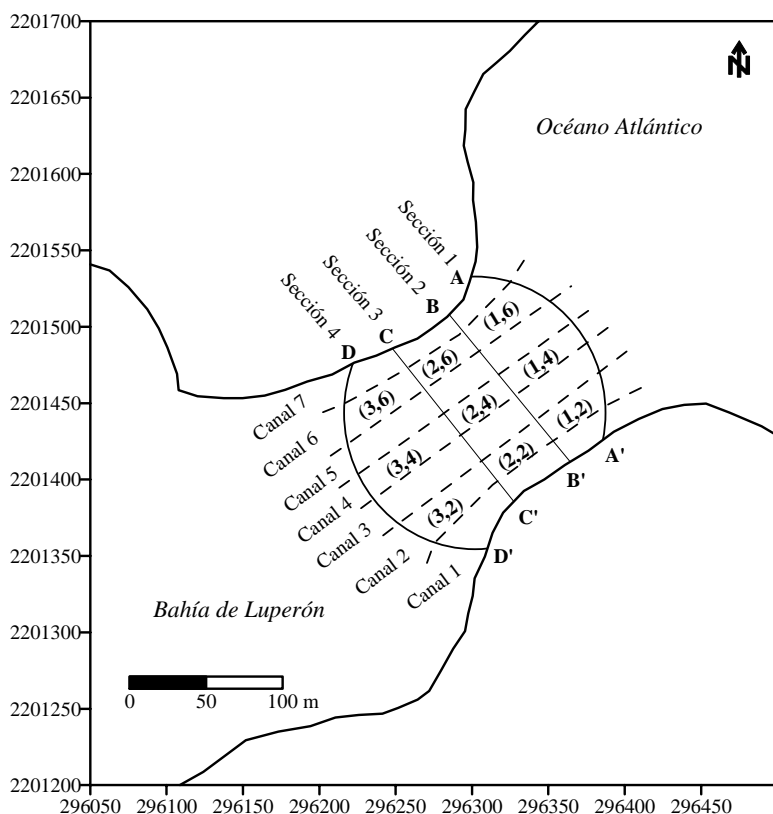 2201700
2201650
2201600
2201550
2201500
2201450
2201400
2201350
2201300
2201250
2201200
N
Océano Atlántico
Sección 1
Sección 2
Sección 3
Sección 4
A
B
C
D
(1,6)
(2,6)
(1,4)
(3,6)
(2,4)
(1,2)
(3,4)
(2,2)
(3,2)
Canal 7
Canal 6
Canal 5
Canal 4
Canal 3
Canal 2
Canal 1
A'
B'
C'
D'
Bahía de Luperón
0 50 100 m
296050 296100 296150 296200 296250 296300 296350 296400 296450